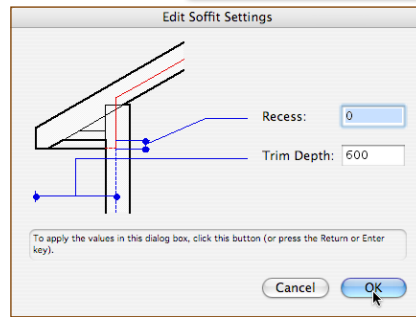 Edit Soffit Settings
Recess: 0
Trim Depth: 600
To apply the values in this dialog box, click this button (or press the Return or Enter
key).
Cancel OK